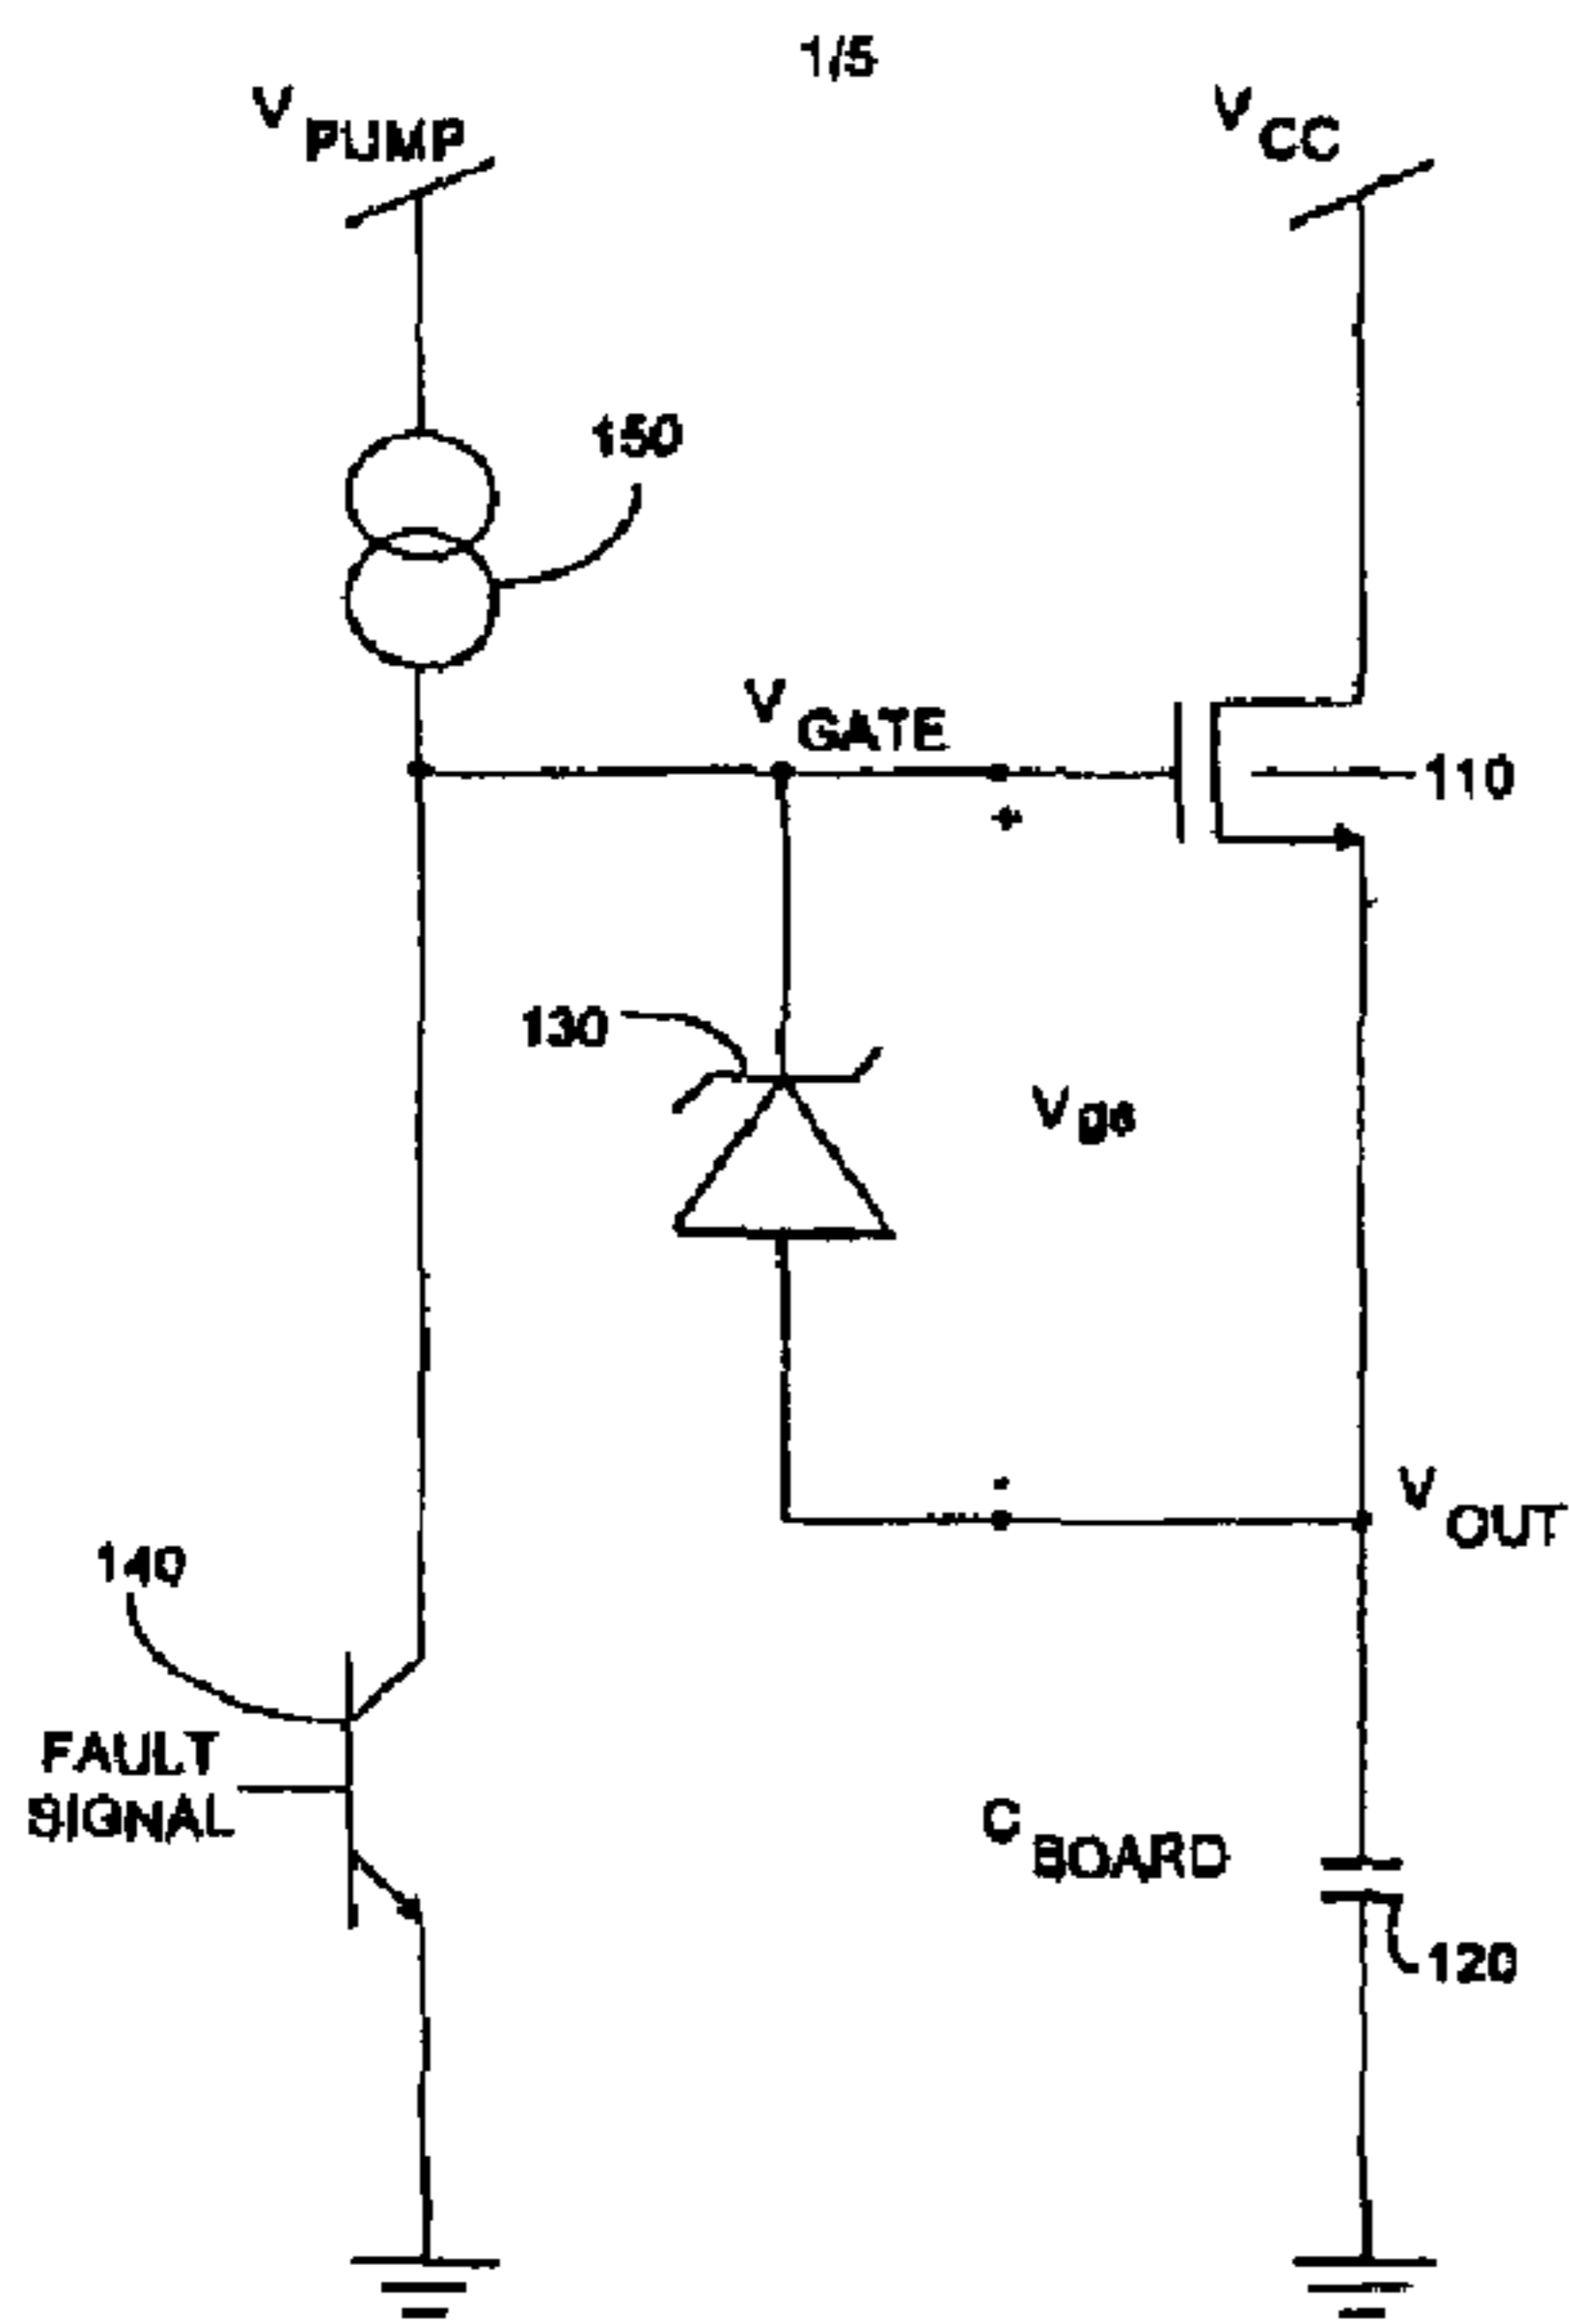 1/5
V PUMP
V CC
150
V GATE
110
+
130
V gs
-
V OUT
140
FAULT
SIGNAL
C BOARD
120